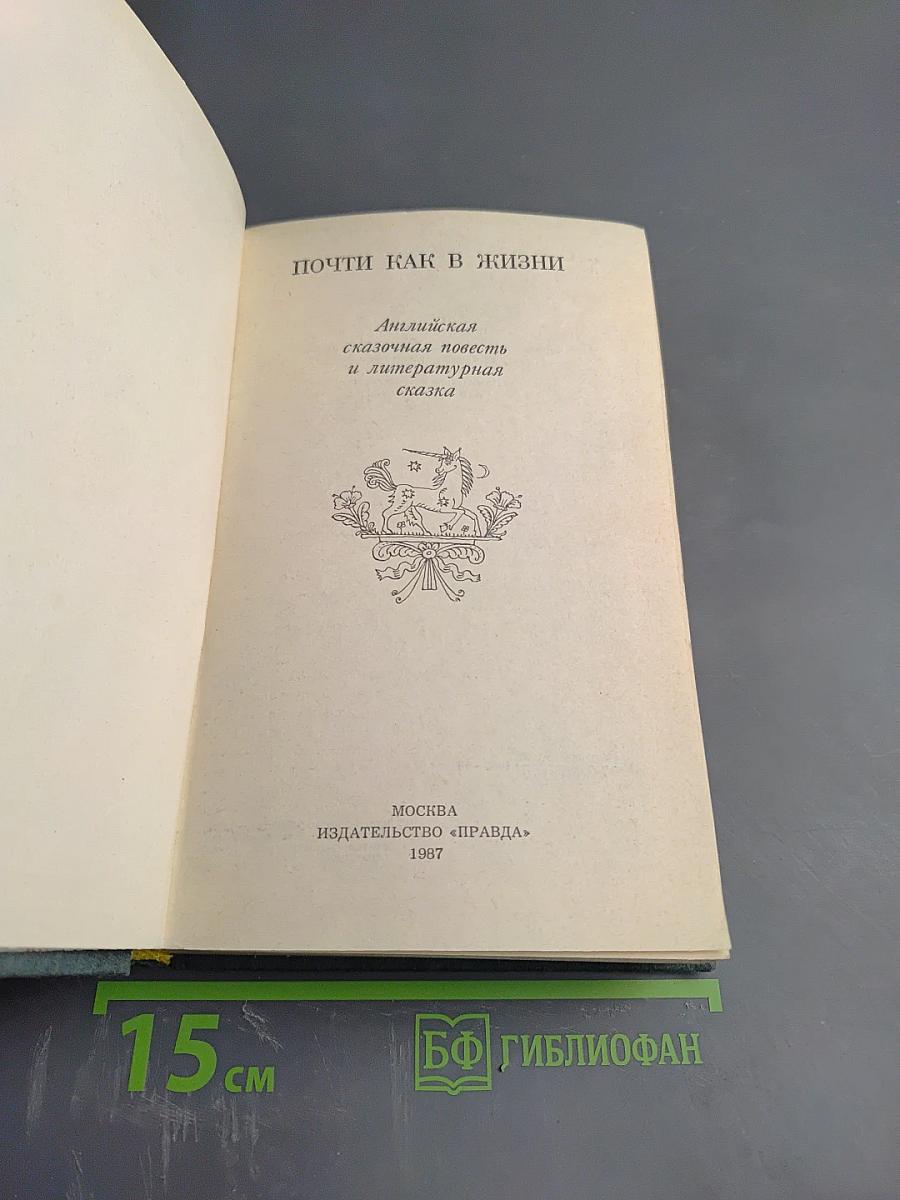 ПОЧТИ КАК В ЖИЗНИ
Английская
сказочная повесть
и литературная
сказка
МОСКВА
ИЗДАТЕЛЬСТВО «ПРАВДА»
1987
15 см
БФ ГИБЛИОФАН